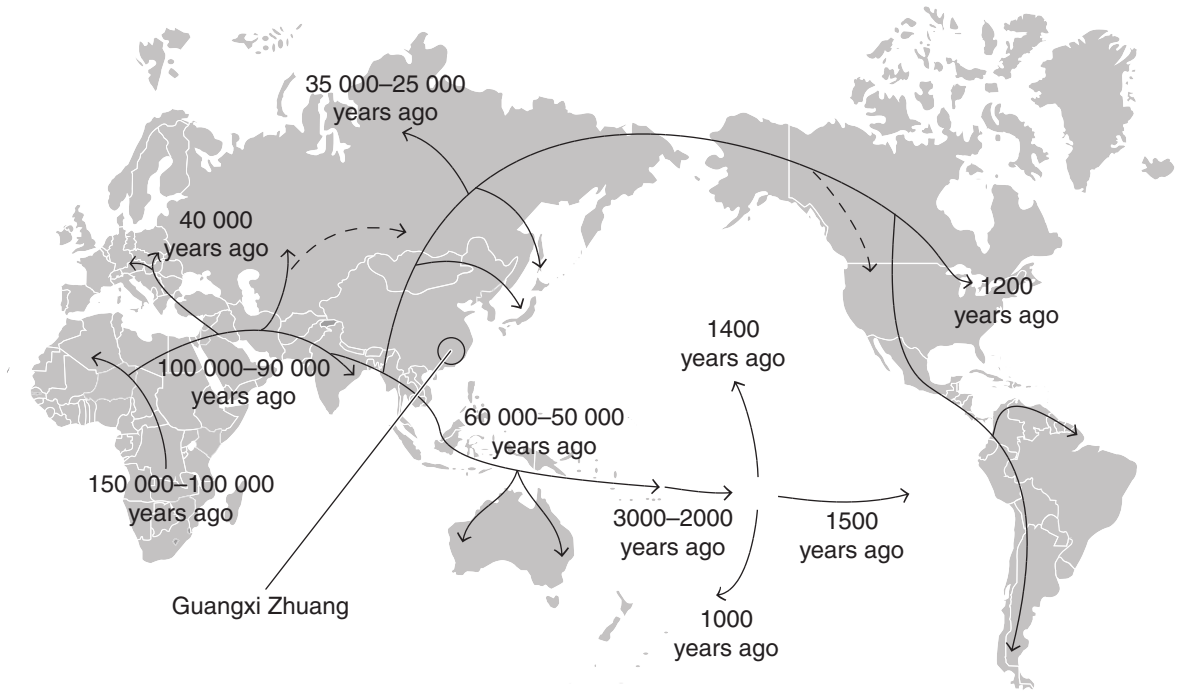 35 000–25 000
years ago
40 000
years ago
1200
years ago
1400
years ago
100 000–90 000
years ago
60 000–50 000
years ago
150 000–100 000
years ago
3000–2000
years ago
1500
years ago
Guangxi Zhuang
1000
years ago